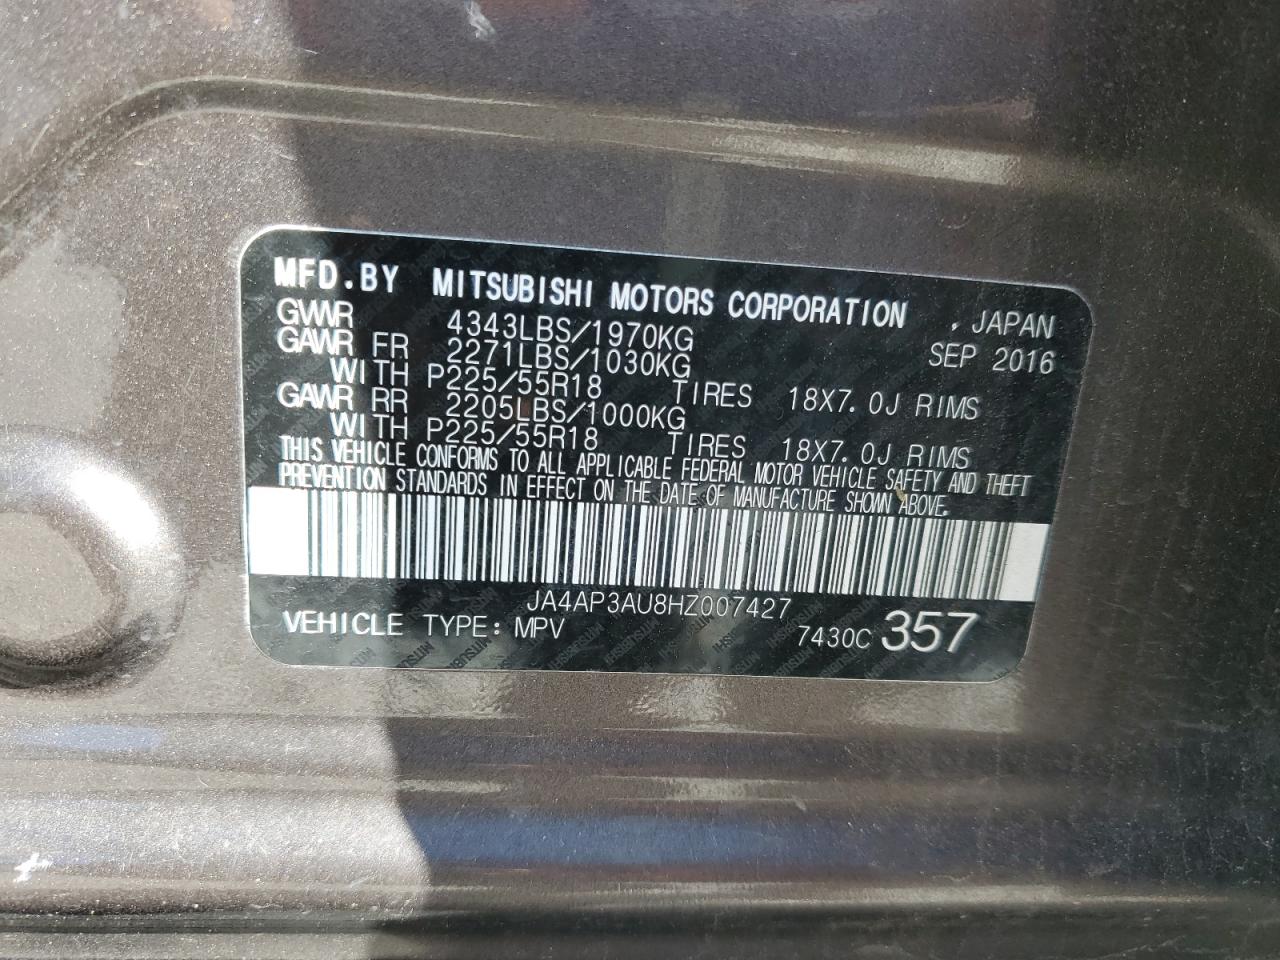 MFD.BY MITSUBISHI MOTORS CORPORATION , JAPAN
GVWR 4343LBS/1970KG SEP 2016
GAWR FR 2271LBS/1030KG
WITH P225/55R18 TIRES 18X7.0J RIMS
GAWR RR 2205LBS/1000KG
WITH P225/55R18 TIRES 18X7.0J RIMS
THIS VEHICLE CONFORMS TO ALL APPLICABLE FEDERAL MOTOR VEHICLE SAFETY AND THEFT
PREVENTION STANDARDS IN EFFECT ON THE DATE OF MANUFACTURE SHOWN ABOVE.
JA4AP3AU8HZ007427
VEHICLE TYPE: MPV 7430C 357